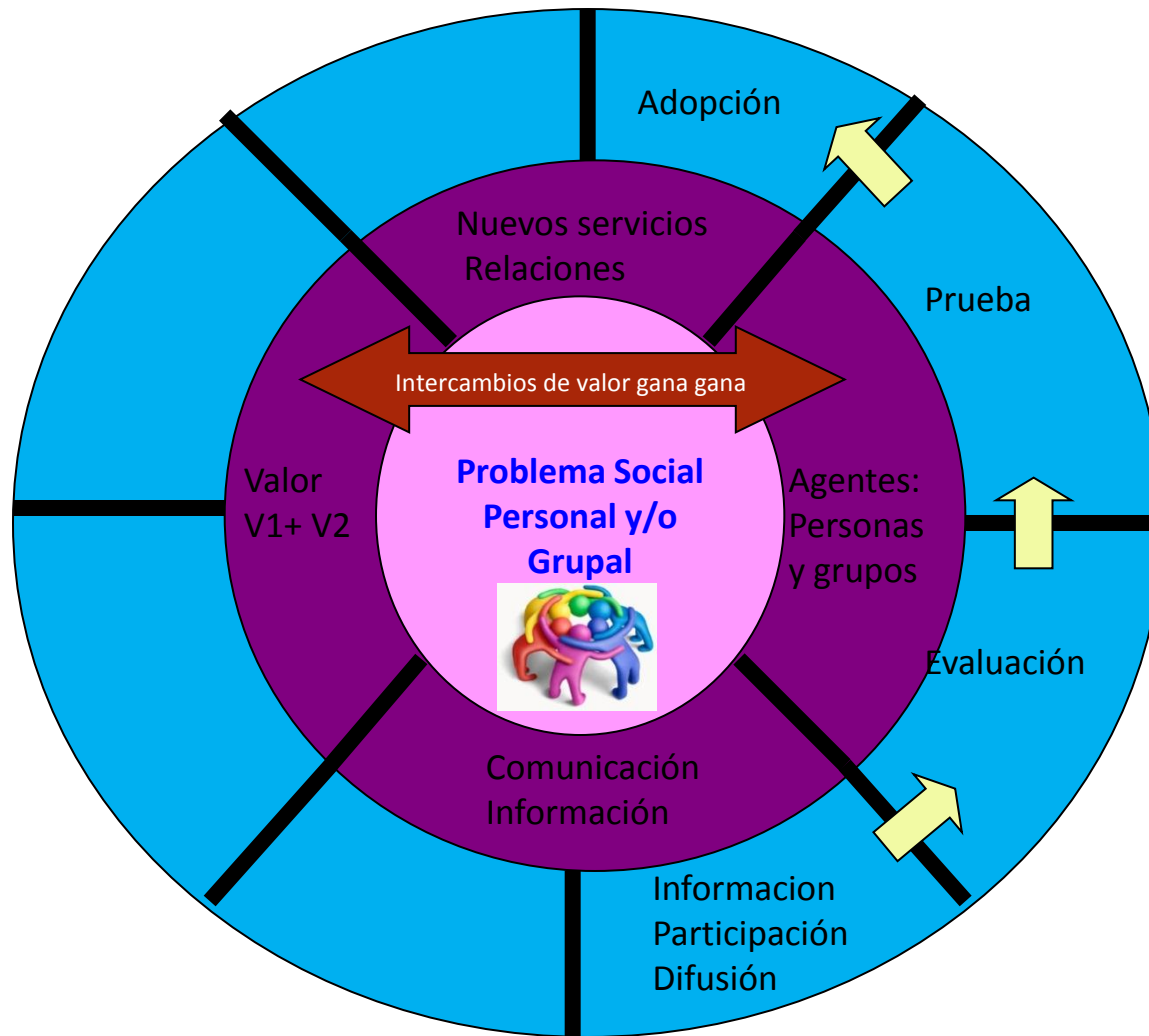 Adopción
Nuevos servicios
Relaciones
Prueba
Intercambios de valor gana gana
Problema Social
Personal y/o
Grupal
Valor
V1+ V2
Agentes:
Personas
y grupos
Evaluación
Comunicación
Información
Informacion
Participación
Difusión